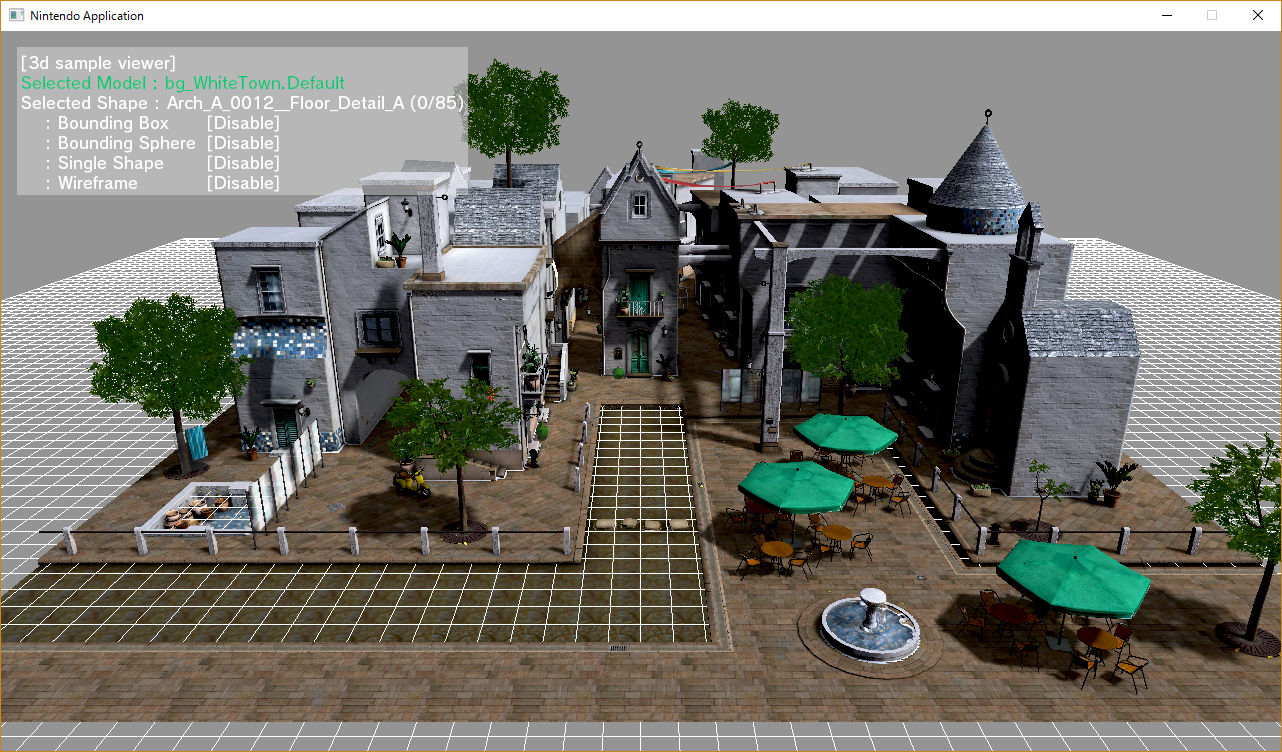 Nintendo Application
[3d sample viewer]
Selected Model : bg_WhiteTown.Default
Selected Shape : Arch_A_0012__Floor_Detail_A (0/85)
: Bounding Box [Disable]
: Bounding Sphere [Disable]
: Single Shape [Disable]
: Wireframe [Disable]